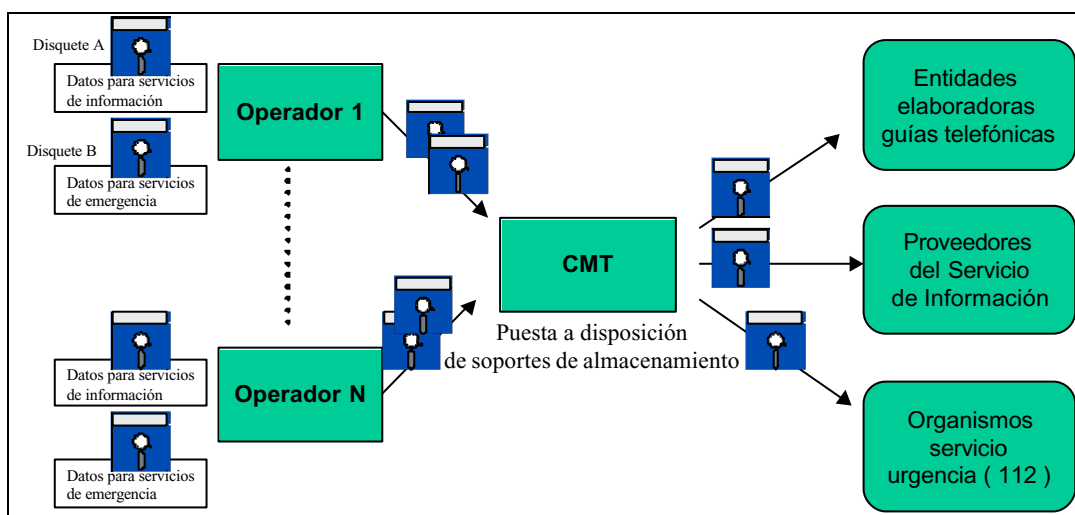 Disquete A
Datos para servicios
de información
Disquete B
Datos para servicios
de emergencia
Operador 1
Datos para servicios
de información
Datos para servicios
de emergencia
Operador N
CMT
Puesta a disposición
de soportes de almacenamiento
Entidades
elaboradoras
guías telefónicas
Proveedores
del Servicio
de Información
Organismos
servicio
urgencia ( 112 )